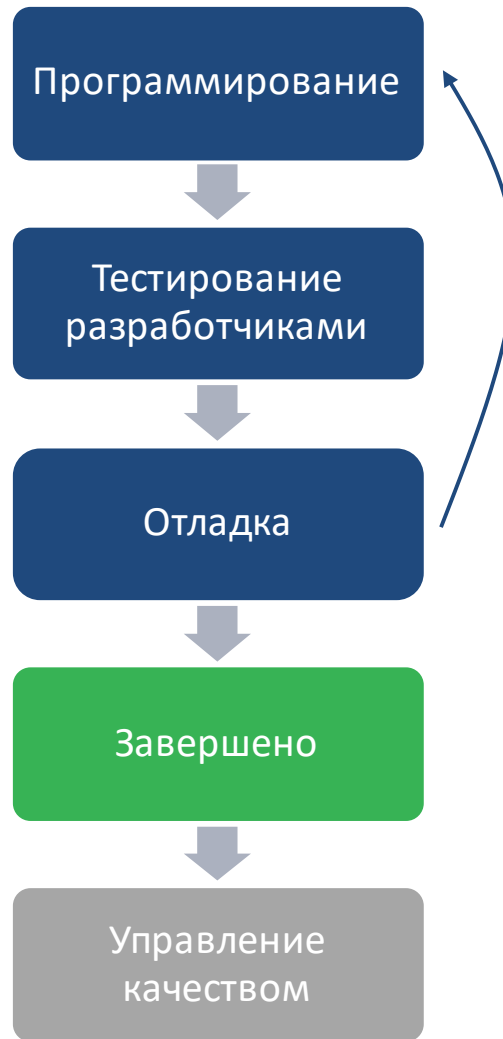 Программирование
Тестирование
разработчиками
Отладка
Завершено
Управление
качеством